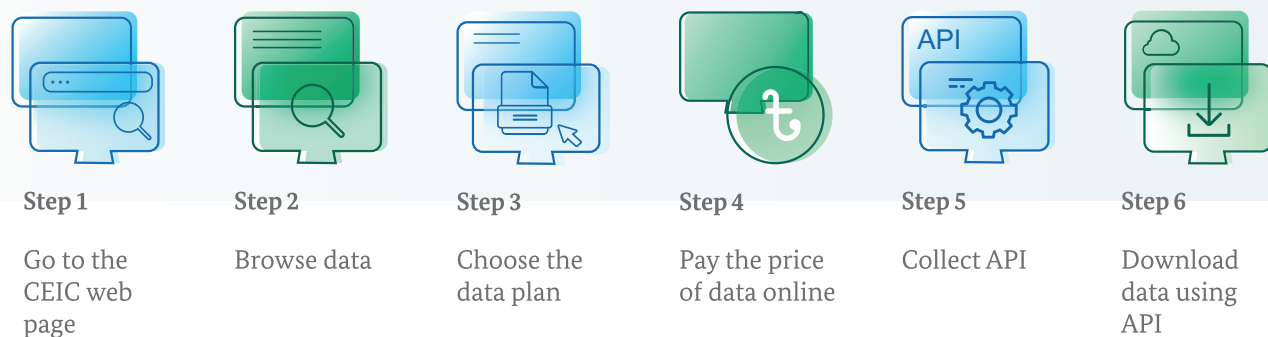 API
Step 1
Go to the
CEIC web
page
Step 2
Browse data
Step 3
Choose the
data plan
৳
Step 4
Pay the price
of data online
Step 5
Collect API
Step 6
Download
data using
API